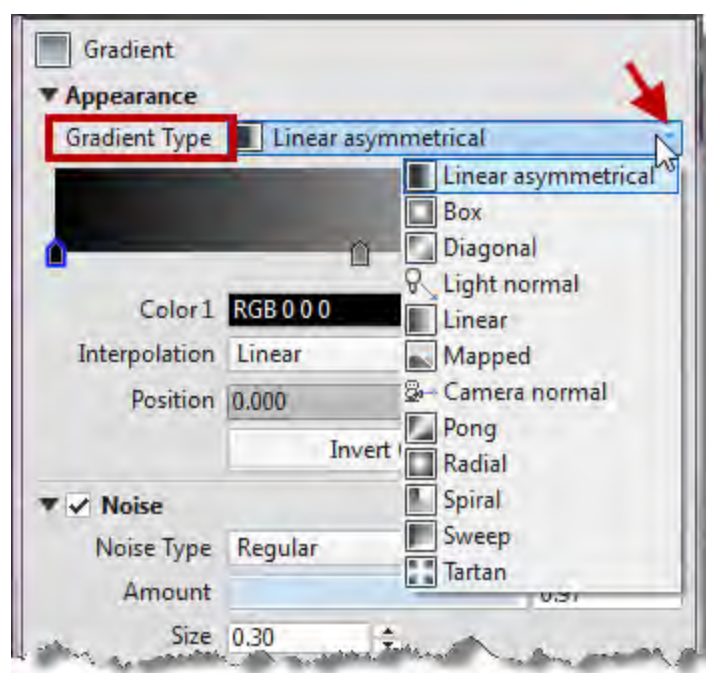 Gradient
Appearance
Gradient Type Linear asymmetrical
Linear asymmetrical
Box
Diagonal
Light normal
Color1 RGB 0 0 0
Linear
Interpolation Linear
Mapped
Camera normal
Position 0.000
Pong
Invert
Radial
Noise
Spiral
Noise Type Regular
Sweep
Tartan
Amount 0.97
Size 0.30